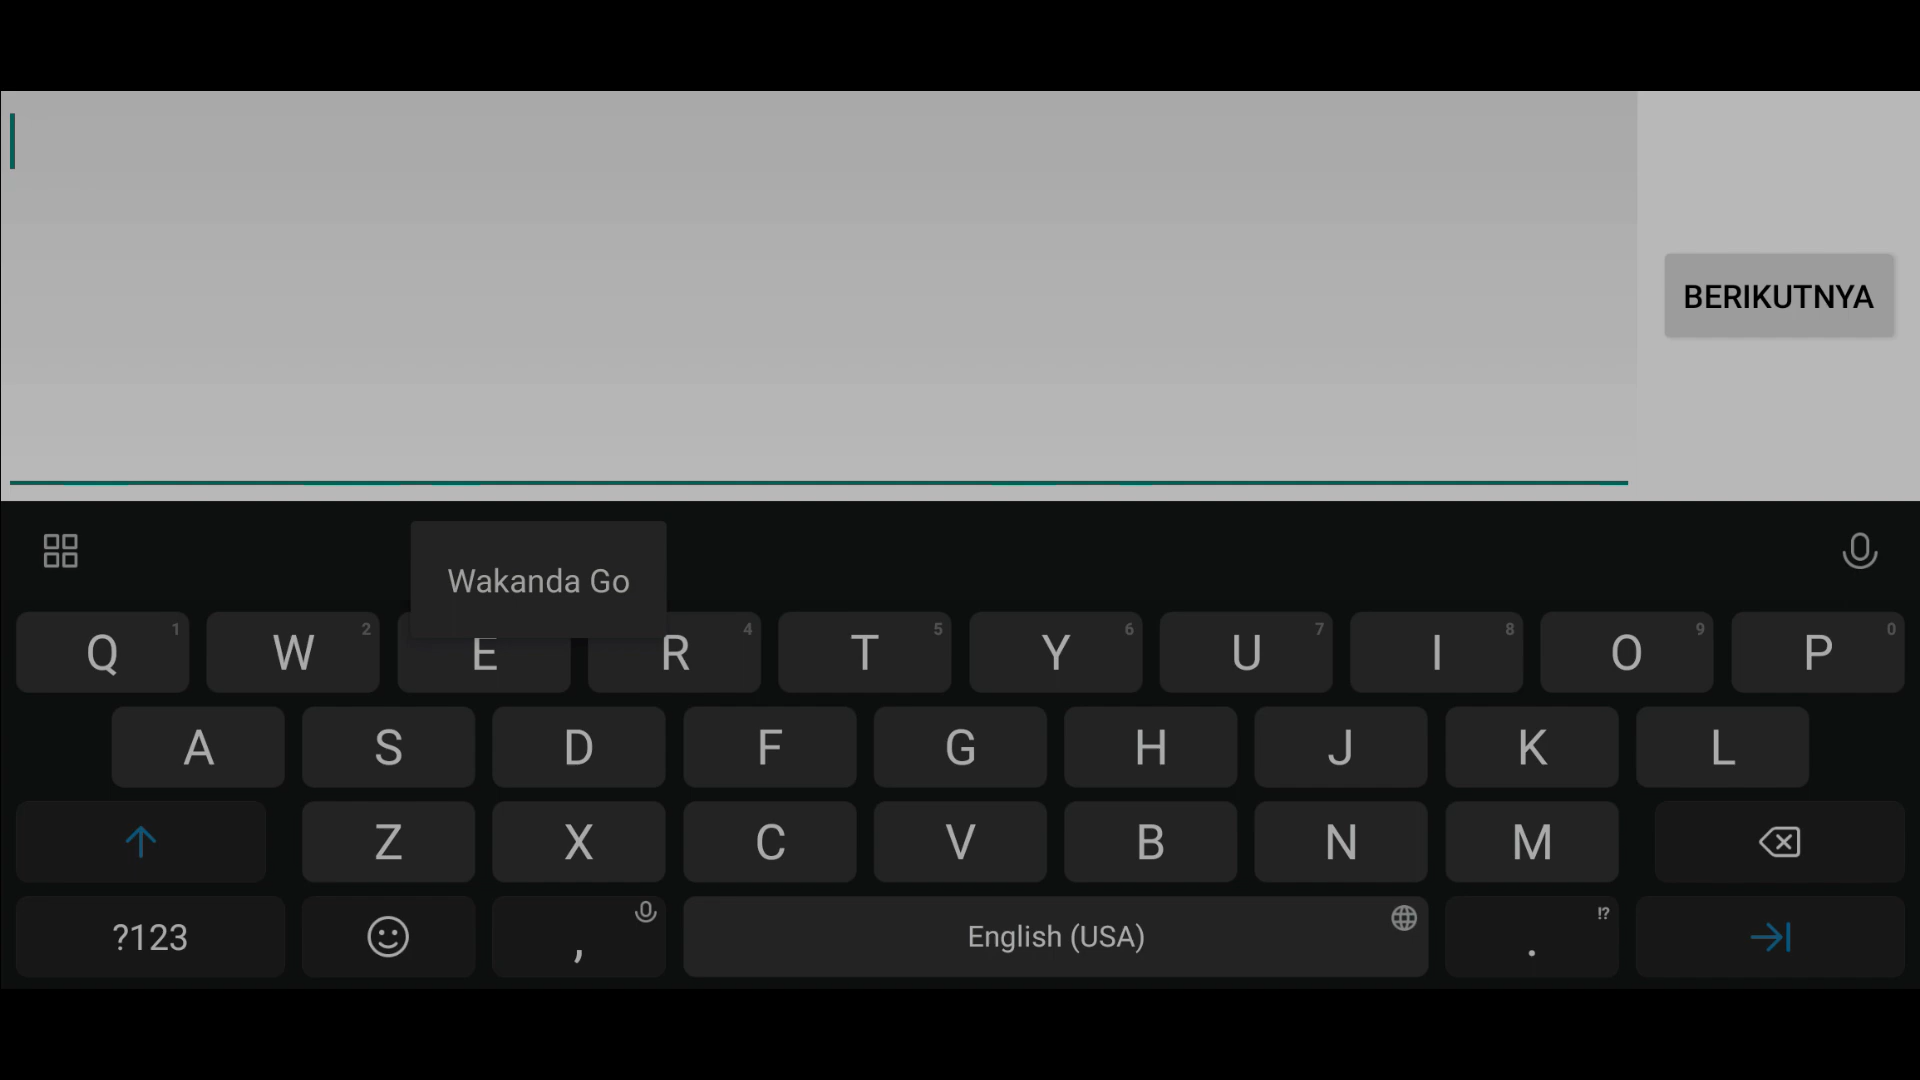 BERIKUTNYA
Wakanda Go
Q 1 W 2 E R 4 T 5 Y 6 U 7 I 8 O 9 P 0
A S D F G H J K L
Z X C V B N M
?123 , English (USA) . !?